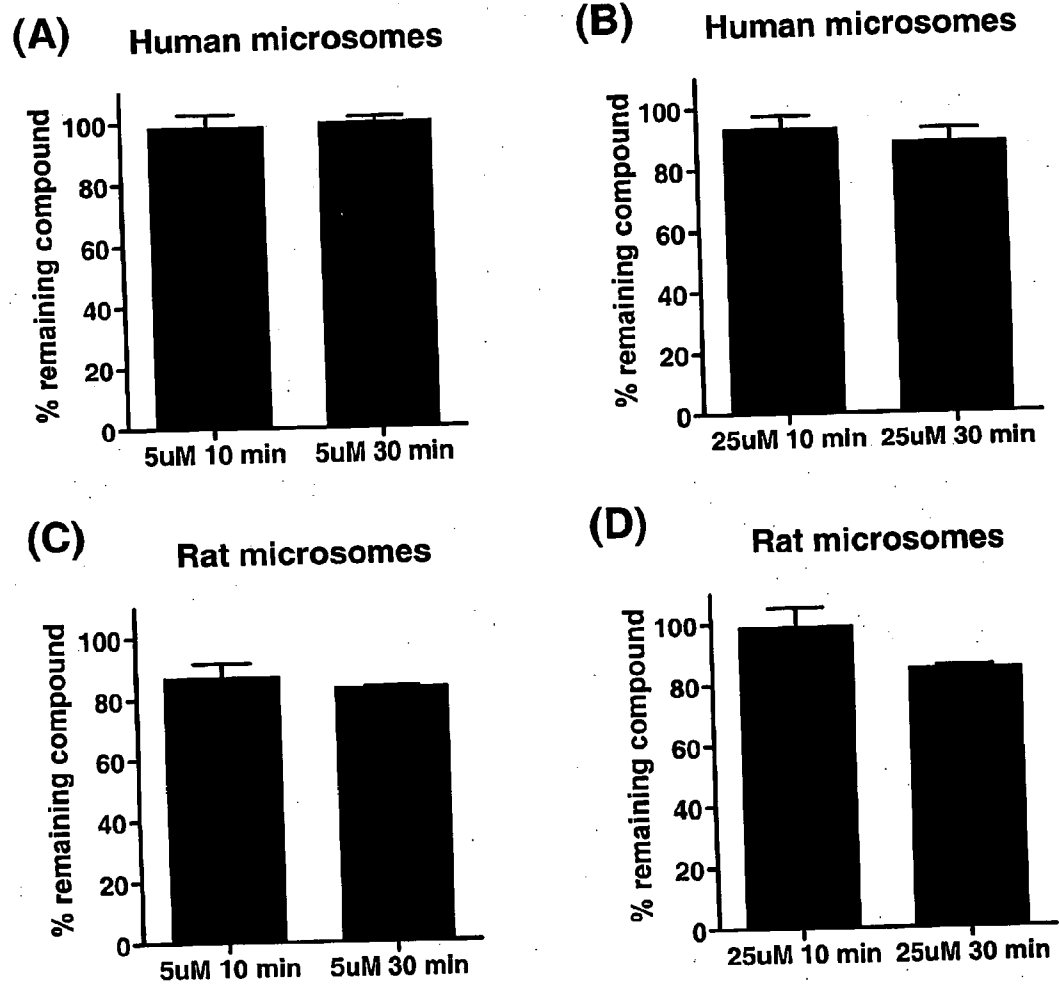 (A)
Human microsomes
% remaining compound
100
80
60
40
20
0
5uM 10 min 5uM 30 min
(B)
Human microsomes
% remaining compound
100
80
60
40
20
0
25uM 10 min 25uM 30 min
(C)
Rat microsomes
% remaining compound
100
80
60
40
20
0
5uM 10 min 5uM 30 min
(D)
Rat microsomes
% remaining compound
100
80
60
40
20
0
25uM 10 min 25uM 30 min